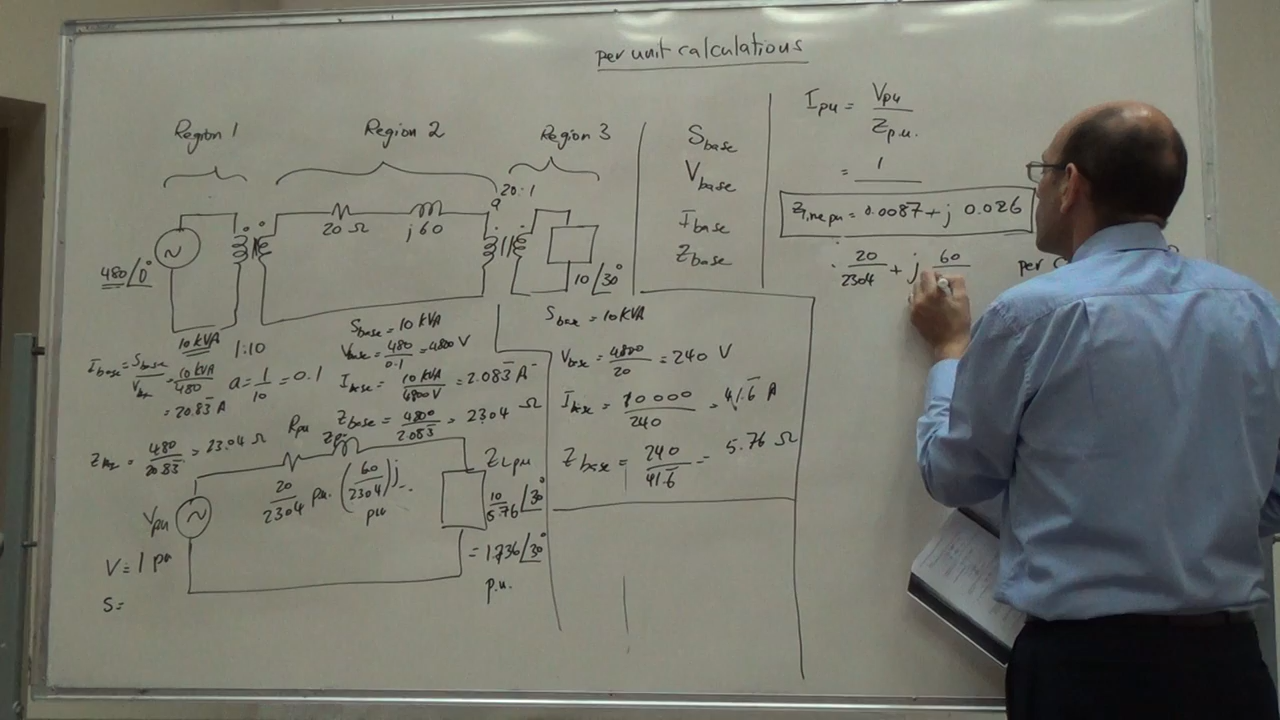 per unit calculations
Region 1
Region 2
Region 3
20:1
a
20 Ω
j 60
480/0°
10/30°
10 KVA
1:10
Ibase = Sbase/Vbase = 10 KVA/480
= 20.83 A
a = 1/10 = 0.1
= 480/20.83 = 23.04 Ω
Sbase = 10 KVA
Vbase = 480/0.1 = 4800 V
Ibase = 10 KVA/4800 V = 2.083 A
Zbase = 4800/2.083 = 2304 Ω
Sbase = 10 KVA
Vbase = 4800/20 = 240 V
Ibase = 10 000/240 = 41.6 A
Zbase = 240/41.6 = 5.76 Ω
Rpu
20/2304 pu.
(60/2304)j
pu
ZLpu
10/5.76 /30°
= 1.736/30°
p.u.
Vpu
V = 1 pu
S =
Sbase
Vbase
Ibase
Zbase
Ipu = Vpu/Zp.u.
= 1
Zline pu = 0.0087 + j 0.026
20/2304 + j 60
per